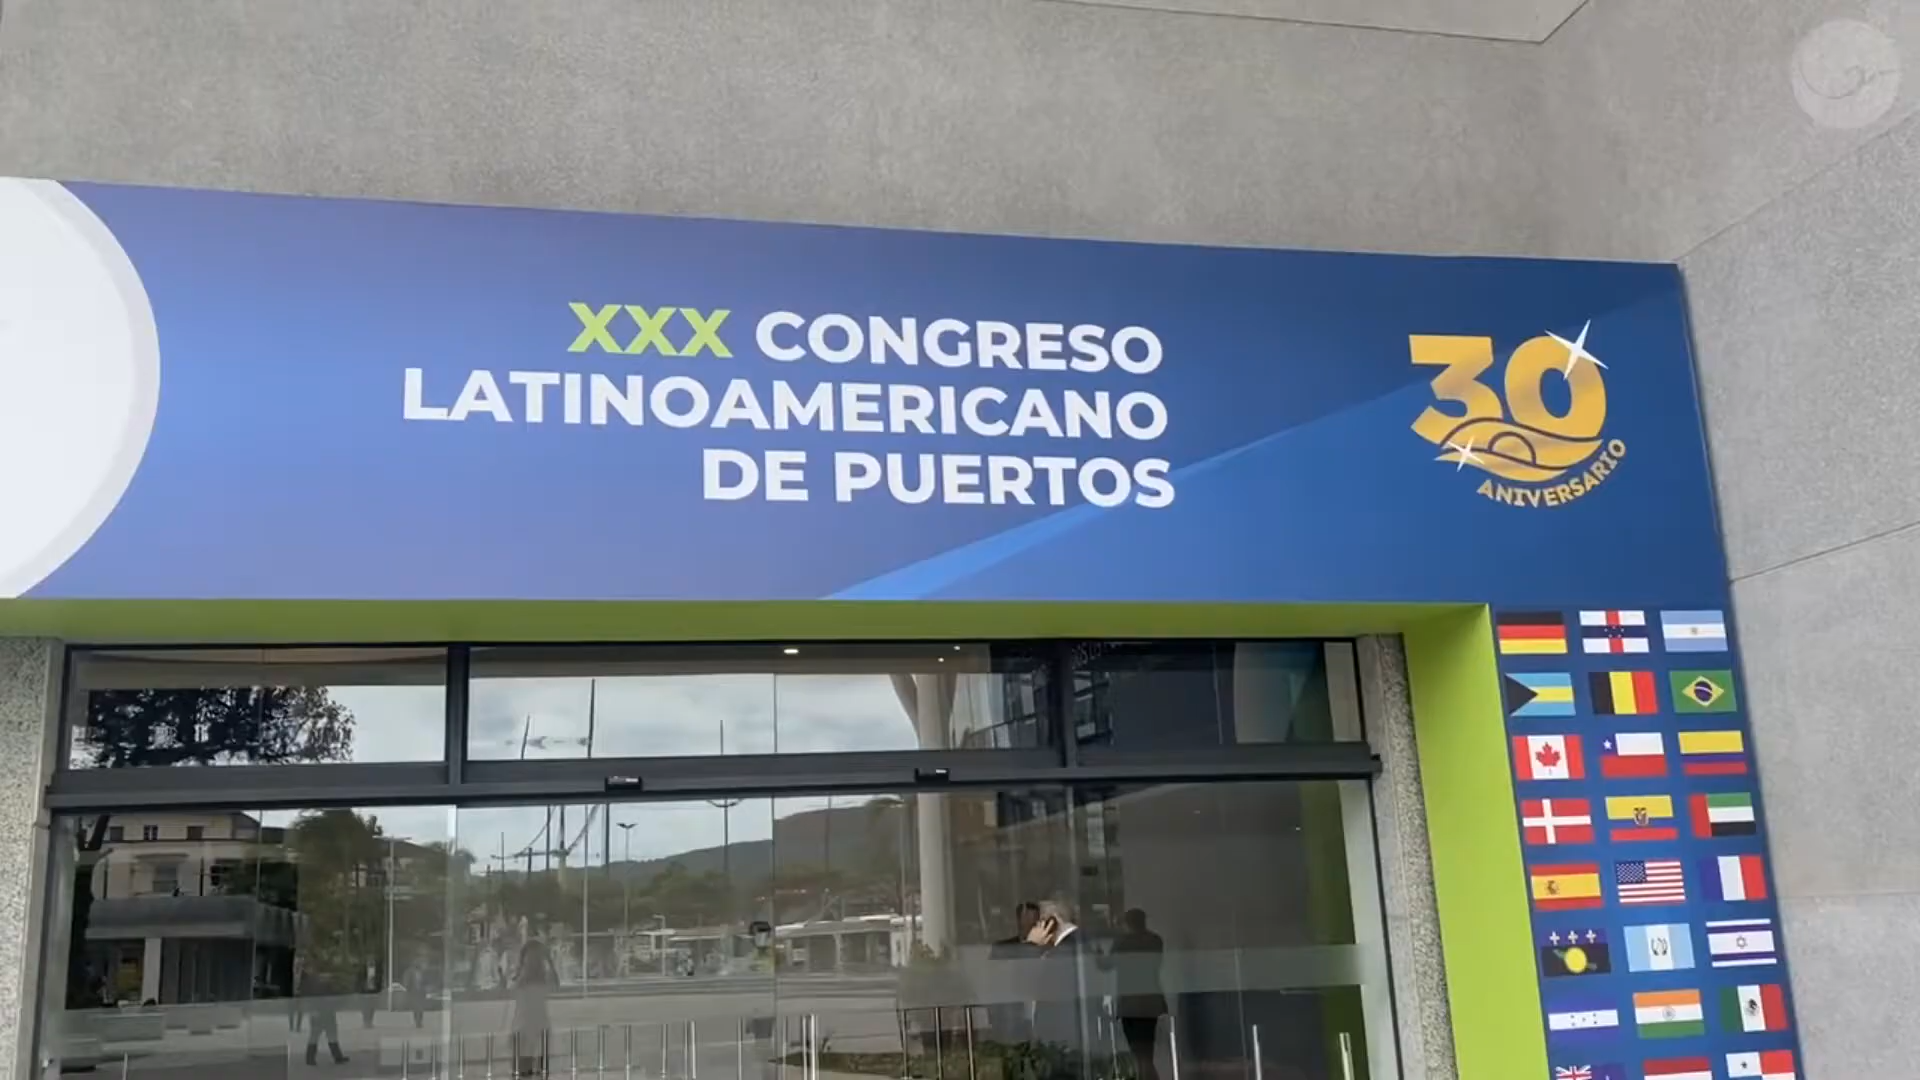 XXX CONGRESO
LATINOAMERICANO
DE PUERTOS
30
ANIVERSARIO